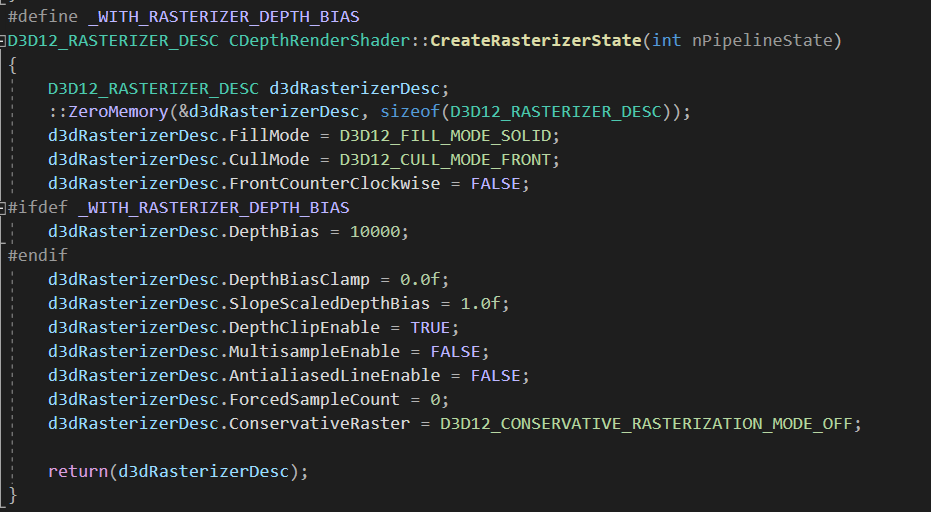 #define _WITH_RASTERIZER_DEPTH_BIAS
D3D12_RASTERIZER_DESC CDepthRenderShader::CreateRasterizerState(int nPipelineState)
{
    D3D12_RASTERIZER_DESC d3dRasterizerDesc;
    ::ZeroMemory(&d3dRasterizerDesc, sizeof(D3D12_RASTERIZER_DESC));
    d3dRasterizerDesc.FillMode = D3D12_FILL_MODE_SOLID;
    d3dRasterizerDesc.CullMode = D3D12_CULL_MODE_FRONT;
    d3dRasterizerDesc.FrontCounterClockwise = FALSE;
#ifdef _WITH_RASTERIZER_DEPTH_BIAS
    d3dRasterizerDesc.DepthBias = 10000;
#endif
    d3dRasterizerDesc.DepthBiasClamp = 0.0f;
    d3dRasterizerDesc.SlopeScaledDepthBias = 1.0f;
    d3dRasterizerDesc.DepthClipEnable = TRUE;
    d3dRasterizerDesc.MultisampleEnable = FALSE;
    d3dRasterizerDesc.AntialiasedLineEnable = FALSE;
    d3dRasterizerDesc.ForcedSampleCount = 0;
    d3dRasterizerDesc.ConservativeRaster = D3D12_CONSERVATIVE_RASTERIZATION_MODE_OFF;

    return(d3dRasterizerDesc);
}